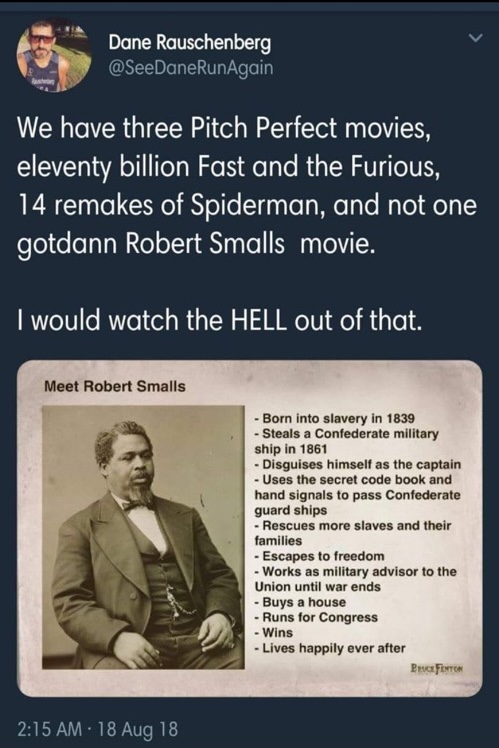 Dane Rauschenberg
@SeeDaneRunAgain
We have three Pitch Perfect movies,
eleventy billion Fast and the Furious,
14 remakes of Spiderman, and not one
gotdann Robert Smalls movie.
I would watch the HELL out of that.
Meet Robert Smalls
- Born into slavery in 1839
- Steals a Confederate military
ship in 1861
- Disguises himself as the captain
- Uses the secret code book and
hand signals to pass Confederate
guard ships
- Rescues more slaves and their
families
- Escapes to freedom
- Works as military advisor to the
Union until war ends
- Buys a house
- Runs for Congress
- Wins
- Lives happily ever after
BRUCE FENTON
2:15 AM · 18 Aug 18